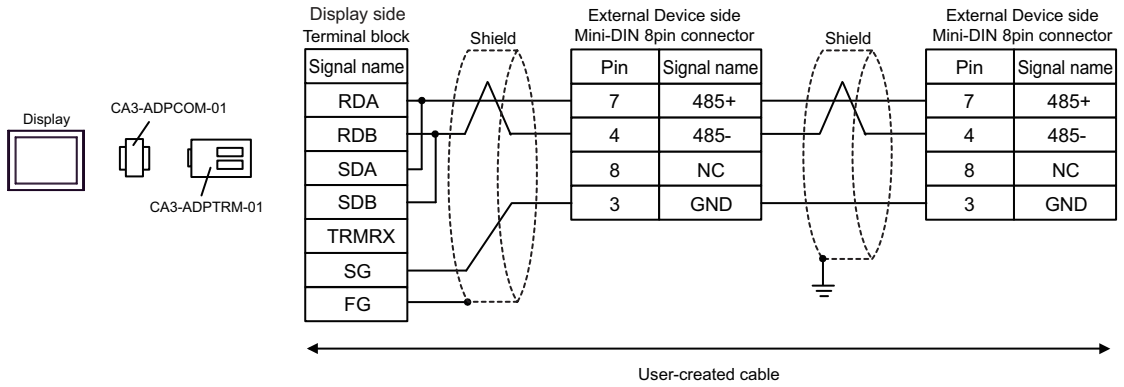 Display side
Terminal block
Shield
External Device side
Mini-DIN 8pin connector
Shield
External Device side
Mini-DIN 8pin connector
Signal name
Pin Signal name
Pin Signal name
RDA
7 485+
7 485+
RDB
4 485-
4 485-
SDA
8 NC
8 NC
SDB
3 GND
3 GND
TRMRX
SG
FG
Display
CA3-ADPCOM-01
CA3-ADPTRM-01
User-created cable